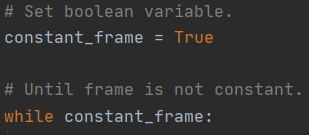 # Set boolean variable.
constant_frame = True
# Until frame is not constant.
while constant_frame: